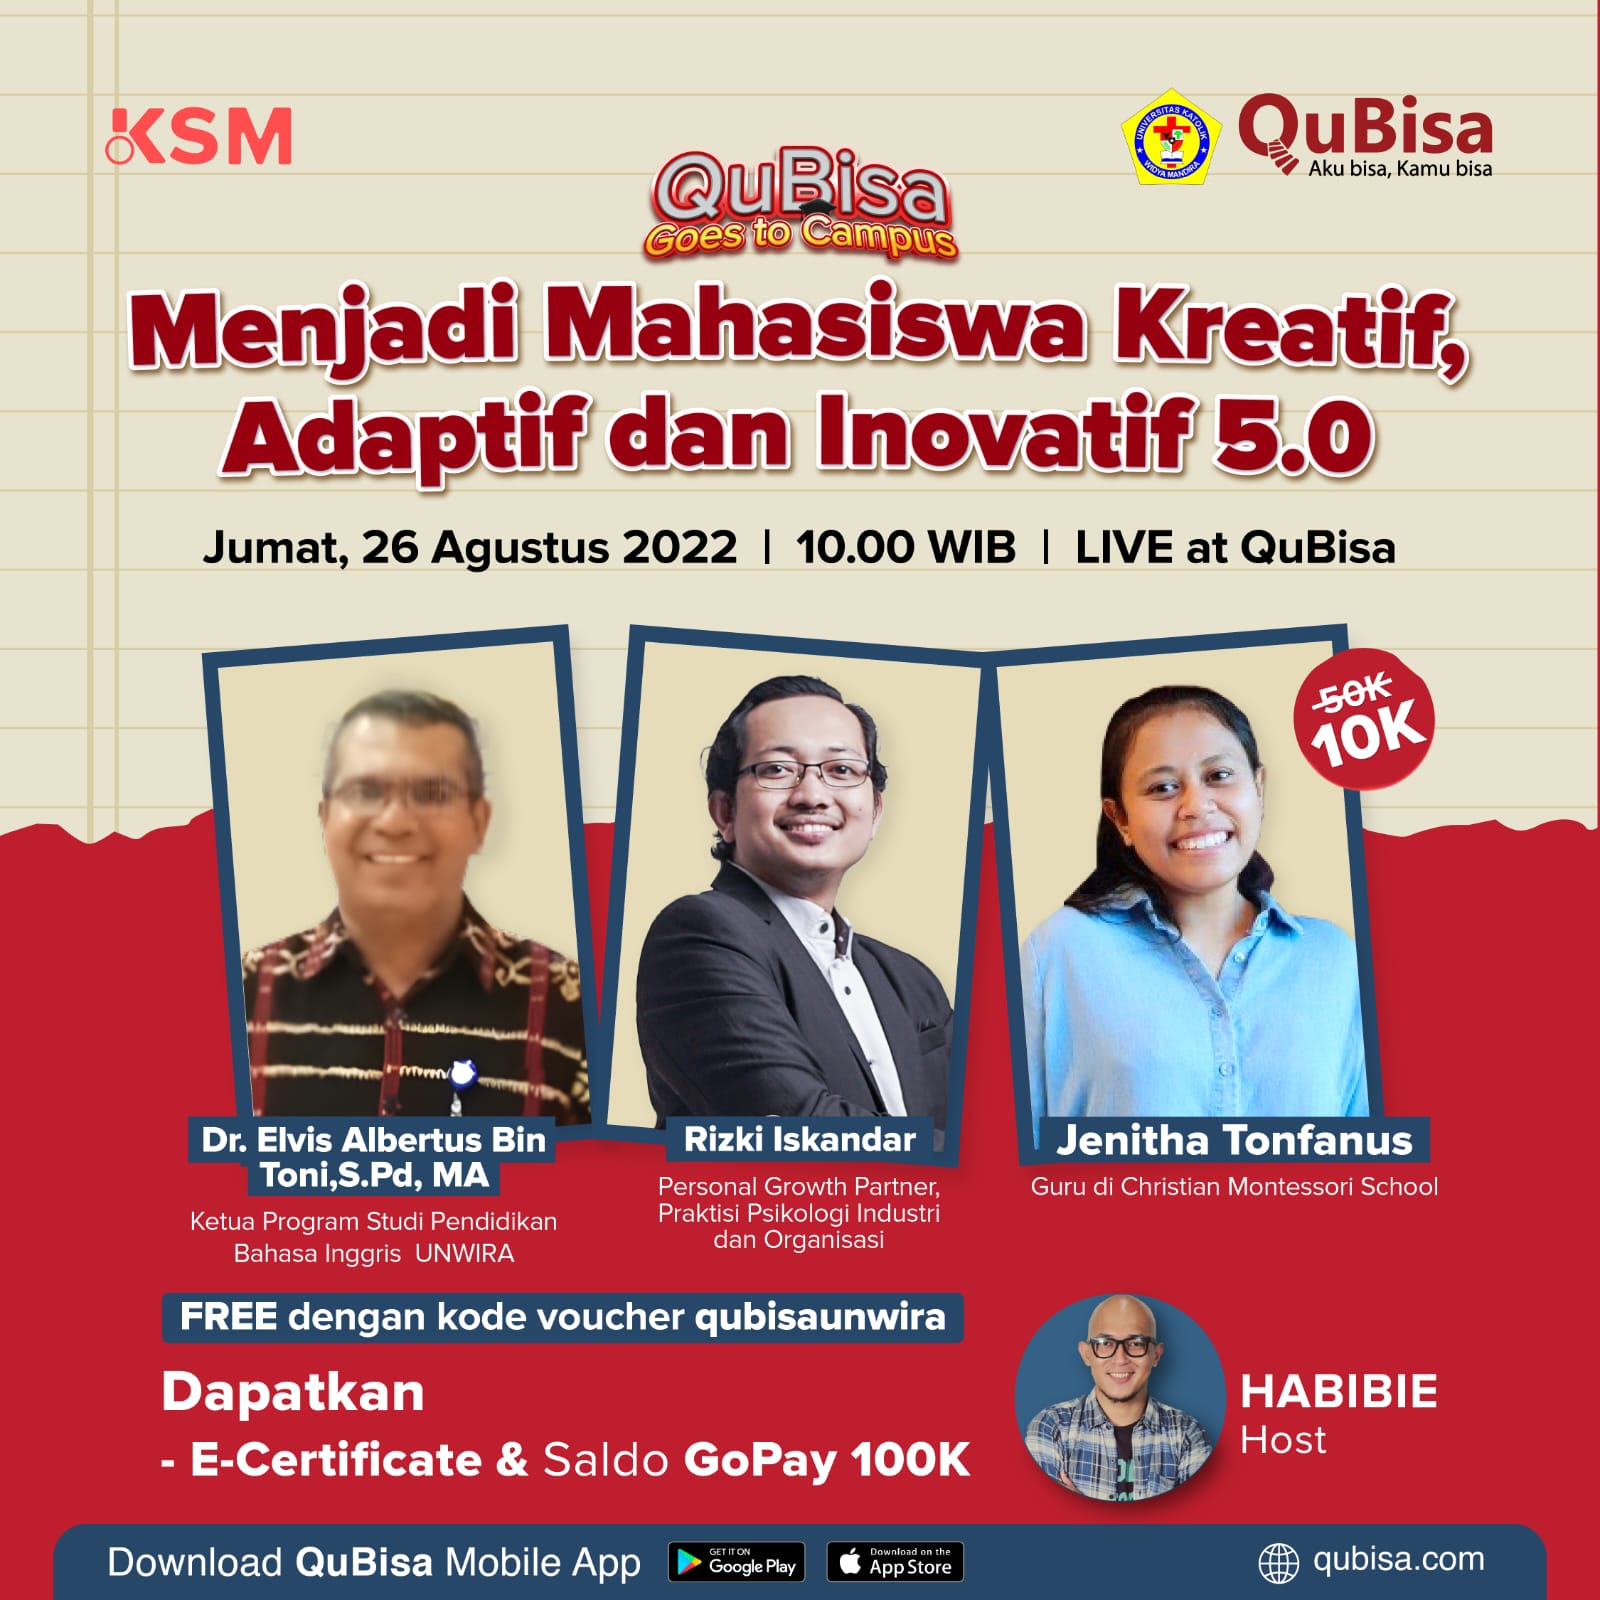 KSM
UNIVERSITAS KATOLIK
WIDYA MANDIRA
QuBisa
Aku bisa, Kamu bisa
QuBisa
Goes to Campus
Menjadi Mahasiswa Kreatif,
Adaptif dan Inovatif 5.0
Jumat, 26 Agustus 2022 | 10.00 WIB | LIVE at QuBisa
50K
10K
Dr. Elvis Albertus Bin
Toni,S.Pd, MA
Ketua Program Studi Pendidikan
Bahasa Inggris UNWIRA
Rizki Iskandar
Personal Growth Partner,
Praktisi Psikologi Industri
dan Organisasi
Jenitha Tonfanus
Guru di Christian Montessori School
FREE dengan kode voucher qubisaunwira
Dapatkan
- E-Certificate & Saldo GoPay 100K
HABIBIE
Host
Download QuBisa Mobile App
GET IT ON
Google Play
Download on the
App Store
qubisa.com